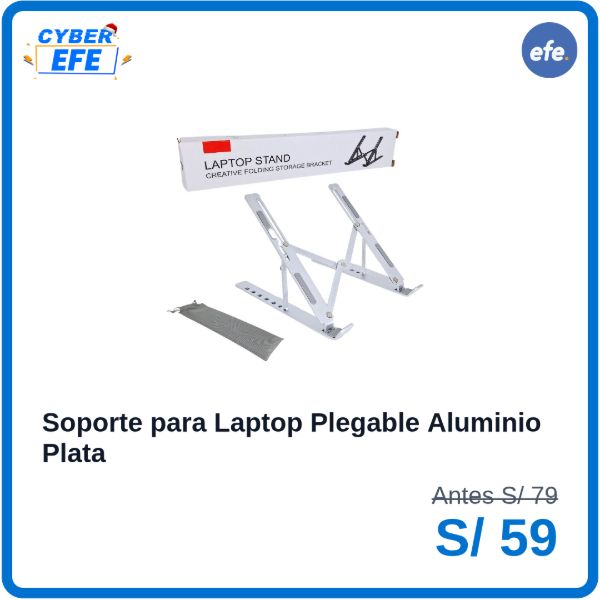 CYBER
EFE
efe.
LAPTOP STAND
CREATIVE FOLDING STORAGE BRACKET
Soporte para Laptop Plegable Aluminio
Plata
Antes S/ 79
S/ 59